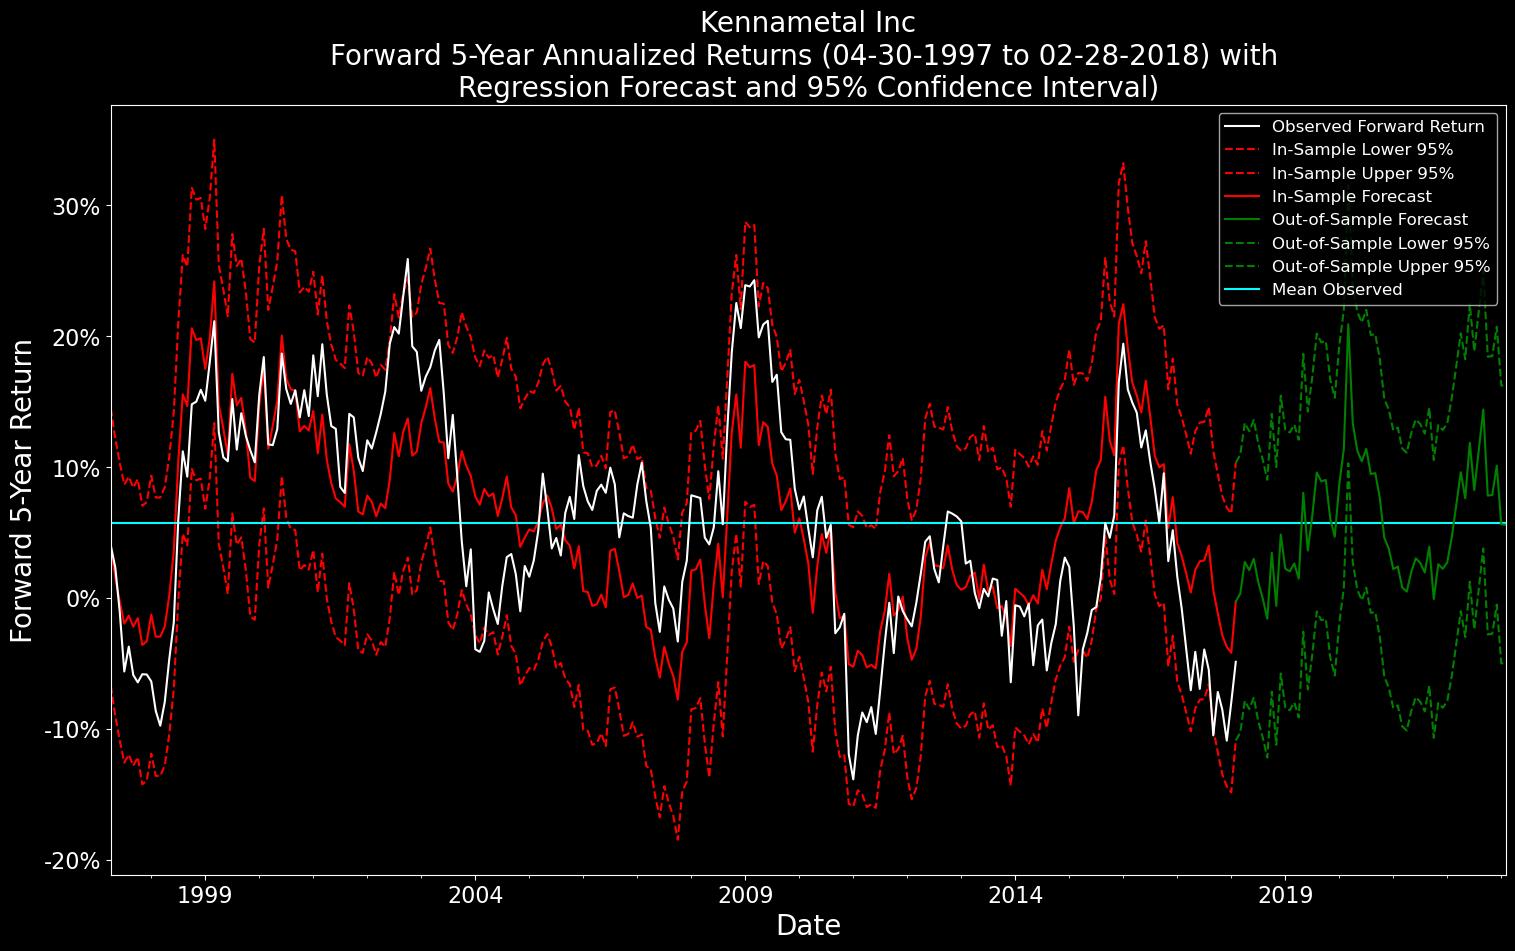 Kennametal Inc
Forward 5-Year Annualized Returns (04-30-1997 to 02-28-2018) with
Regression Forecast and 95% Confidence Interval)
Observed Forward Return
In-Sample Lower 95%
In-Sample Upper 95%
In-Sample Forecast
Out-of-Sample Forecast
Out-of-Sample Lower 95%
Out-of-Sample Upper 95%
Mean Observed
Forward 5-Year Return
30%
20%
10%
0%
-10%
-20%
1999
2004
2009
2014
2019
Date